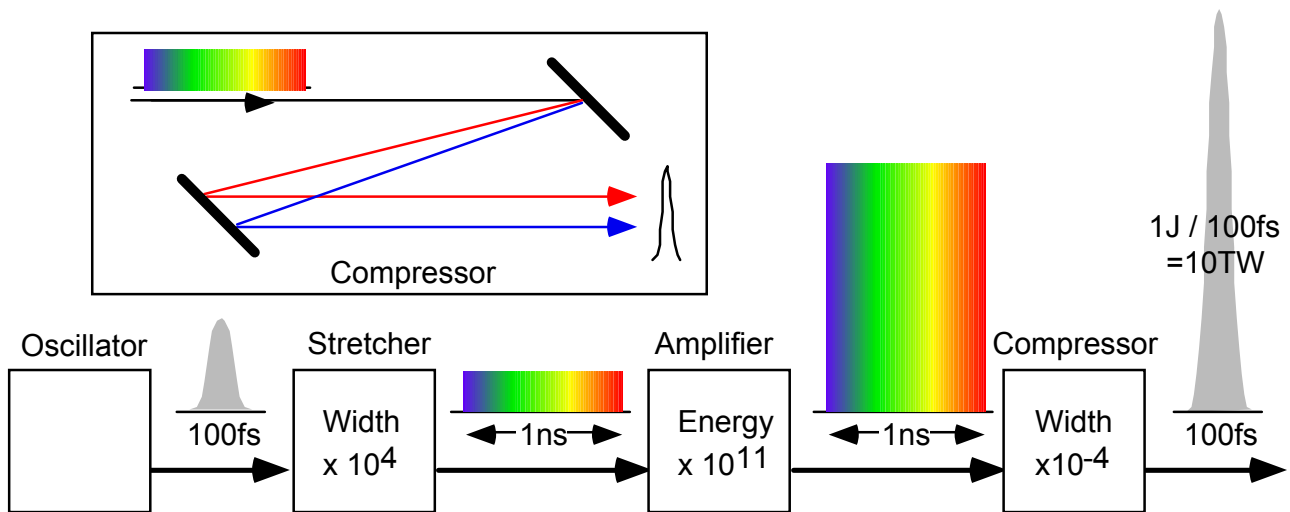 Compressor
1J / 100fs
=10TW
Oscillator
Stretcher
Amplifier
Compressor
100fs
Width
x 10⁴
1ns
Energy
x 10¹¹
1ns
Width
x10⁻⁴
100fs